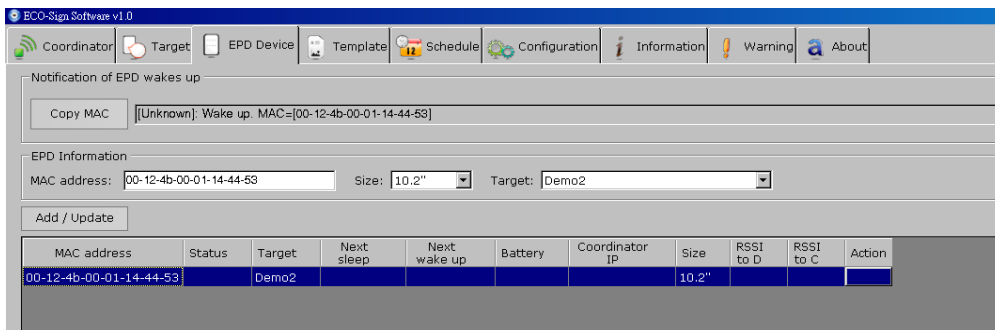 ECO-Sign Software v1.0
Coordinator Target EPD Device Template Schedule Configuration Information Warning About
Notification of EPD wakes up
Copy MAC [Unknown]: Wake up. MAC=[00-12-4b-00-01-14-44-53]
EPD Information
MAC address: 00-12-4b-00-01-14-44-53 Size: 10.2" Target: Demo2
Add / Update
MAC address Status Target Next sleep Next wake up Battery Coordinator IP Size RSSI to D RSSI to C Action
00-12-4b-00-01-14-44-53 Demo2 10.2"